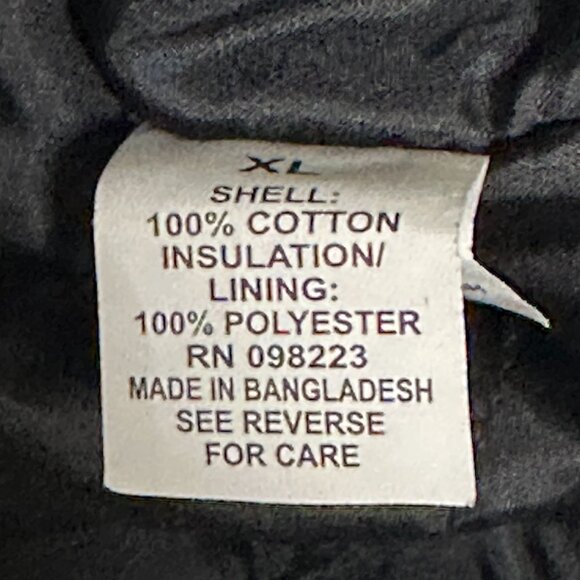 XL
SHELL:
100% COTTON
INSULATION/
LINING:
100% POLYESTER
RN 098223
MADE IN BANGLADESH
SEE REVERSE
FOR CARE